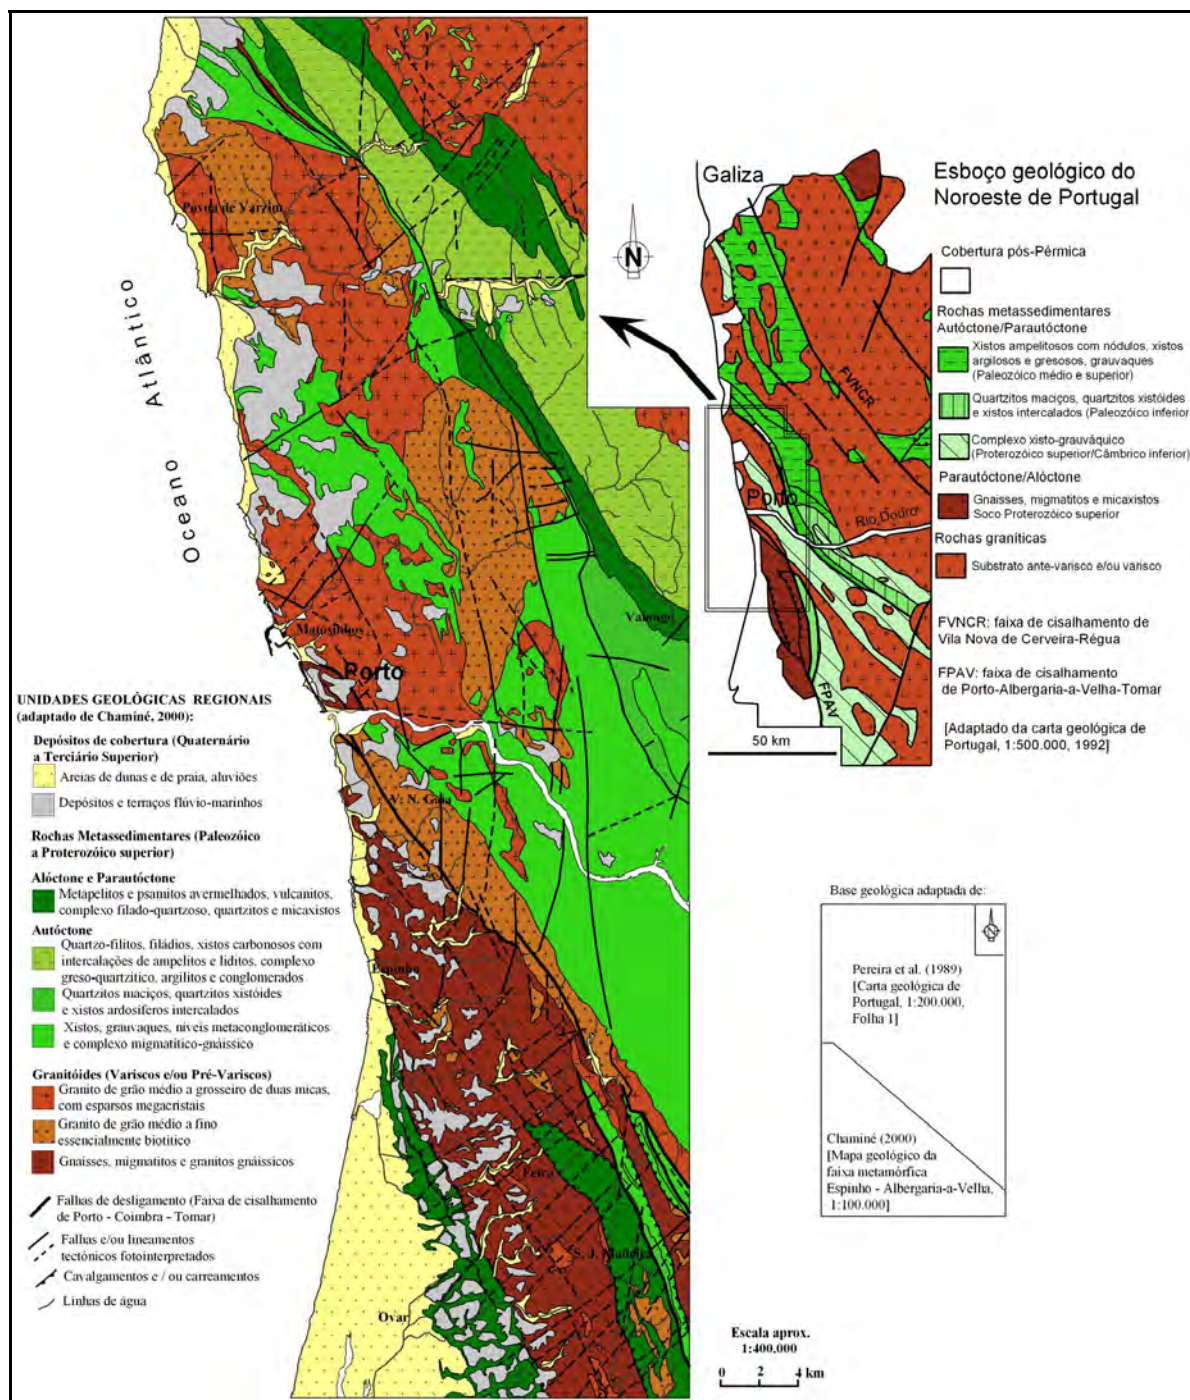 Póvoa de Varzim
Oceano Atlântico
Matosinhos
Porto
Valongo
V. N. Gaia
Espinho
Feira
S. J. Madeira
Ovar
N
UNIDADES GEOLÓGICAS REGIONAIS
(adaptado de Chaminé, 2000):
Depósitos de cobertura (Quaternário
a Terciário Superior)
Areias de dunas e de praia, aluviões
Depósitos e terraços flúvio-marinhos
Rochas Metassedimentares (Paleozóico
a Proterozóico superior)
Alóctone e Parautóctone
Metapelitos e psamitos avermelhados, vulcanitos,
complexo filado-quartzoso, quartzitos e micaxistos
Autóctone
Quartzo-filitos, filádios, xistos carbonosos com
intercalações de ampelitos e liditos, complexo
greso-quartzítico, argilitos e conglomerados
Quartzitos maciços, quartzitos xistóides
e xistos ardosíferos intercalados
Xistos, grauvaques, níveis metaconglomeráticos
e complexo migmatítico-gnáissico
Granitóides (Variscos e/ou Pré-Variscos)
Granito de grão médio a grosseiro de duas micas,
com esparsos megacristais
Granito de grão médio a fino
essencialmente biotítico
Gnaisses, migmatitos e granitos gnáissicos
Falhas de desligamento (Faixa de cisalhamento
de Porto - Coimbra - Tomar)
Falhas e/ou lineamentos
tectónicos fotointerpretados
Cavalgamentos e / ou carreamentos
Linhas de água
Galiza
FVNCR
Porto
Rio Douro
FPAV
50 km
Esboço geológico do
Noroeste de Portugal
Cobertura pós-Pérmica
Rochas metassedimentares
Autóctone/Parautóctone
Xistos ampelitosos com nódulos, xistos
argilosos e gresosos, grauvaques
(Paleozóico médio e superior)
Quartzitos maciços, quartzitos xistóides
e xistos intercalados (Paleozóico inferior
Complexo xisto-grauváquico
(Proterozóico superior/Câmbrico inferior)
Parautóctone/Alóctone
Gnaisses, migmatitos e micaxistos
Soco Proterozóico superior
Rochas graníticas
Substrato ante-varisco e/ou varisco
FVNCR: faixa de cisalhamento de
Vila Nova de Cerveira-Régua
FPAV: faixa de cisalhamento
de Porto-Albergaria-a-Velha-Tomar
[Adaptado da carta geológica de
Portugal, 1:500.000, 1992]
Base geológica adaptada de:
N
Pereira et al. (1989)
[Carta geológica de
Portugal, 1:200.000,
Folha 1]
Chaminé (2000)
[Mapa geológico da
faixa metamórfica
Espinho - Albergaria-a-Velha,
1:100.000]
Escala aprox.
1:400.000
0 2 4 km